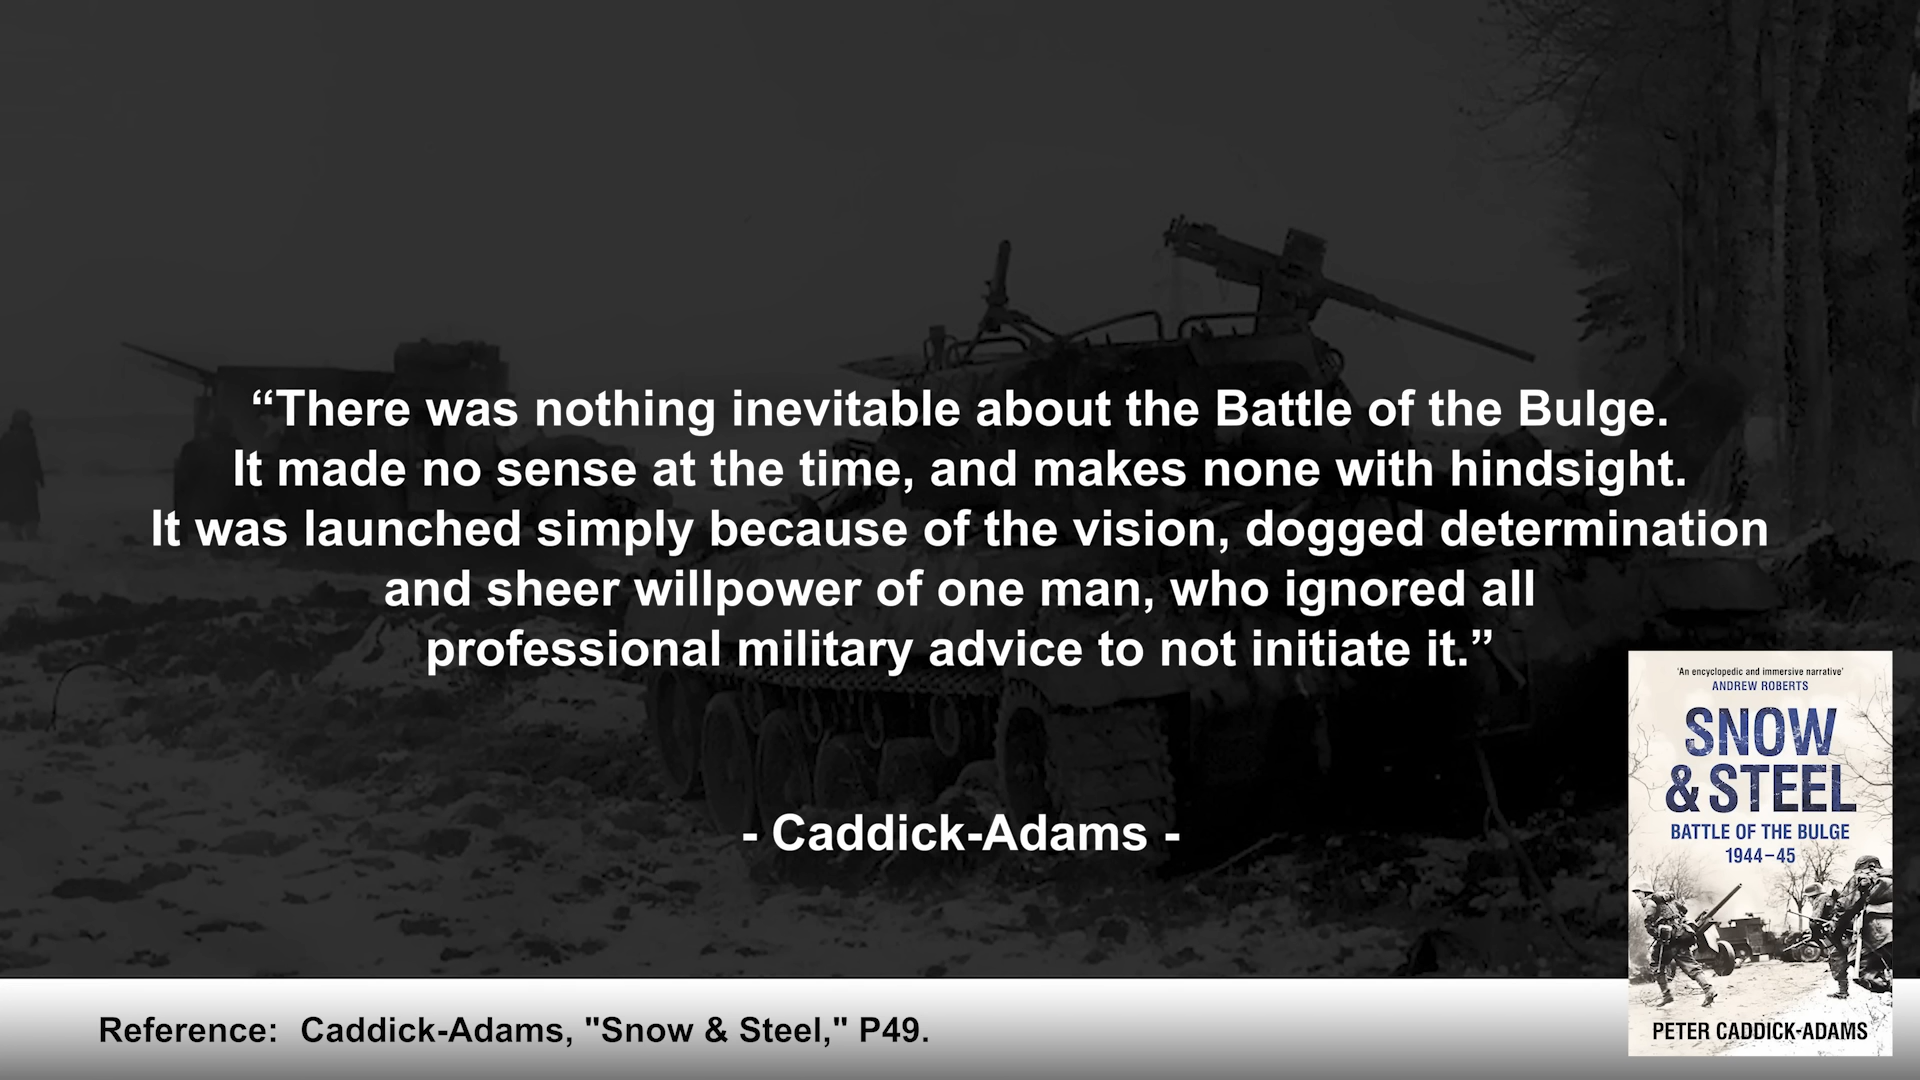 “There was nothing inevitable about the Battle of the Bulge.
It made no sense at the time, and makes none with hindsight.
It was launched simply because of the vision, dogged determination
and sheer willpower of one man, who ignored all
professional military advice to not initiate it.”
- Caddick-Adams -
'An encyclopedic and immersive narrative'
ANDREW ROBERTS
SNOW
& STEEL
BATTLE OF THE BULGE
1944–45
PETER CADDICK-ADAMS
Reference: Caddick-Adams, "Snow & Steel," P49.